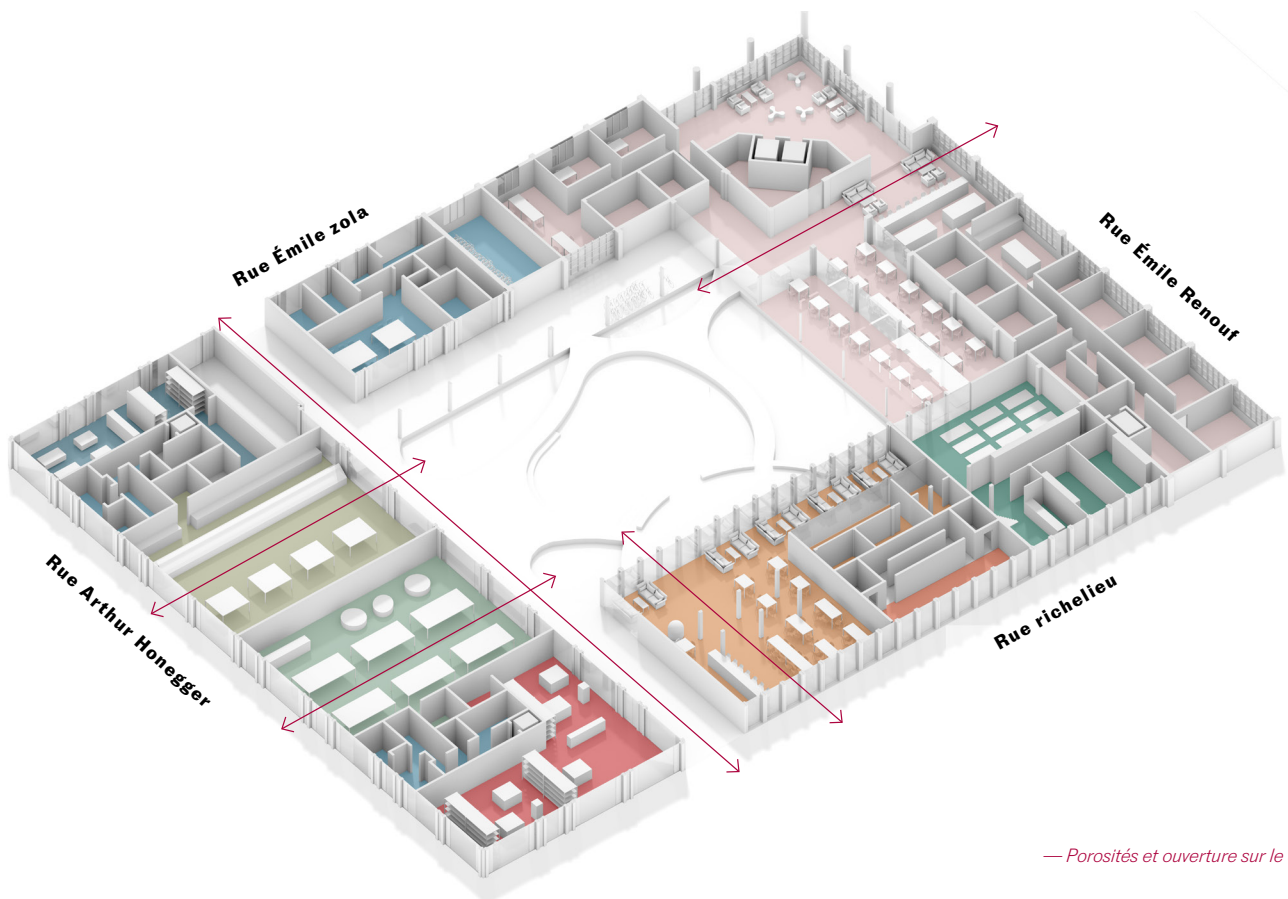 Rue Émile zola
Rue Émile Renouf
Rue Arthur Honegger
Rue richelieu
— Porosités et ouverture sur le